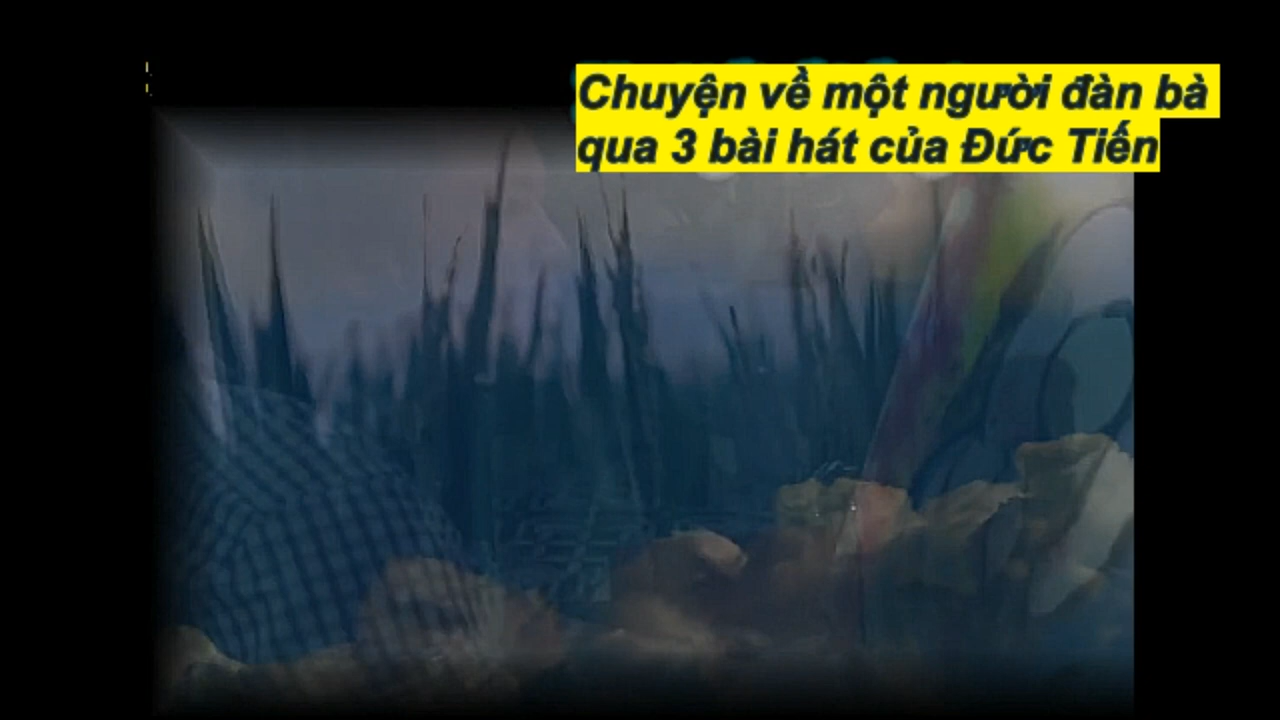 Chuyện về một người đàn bà
qua 3 bài hát của Đức Tiến